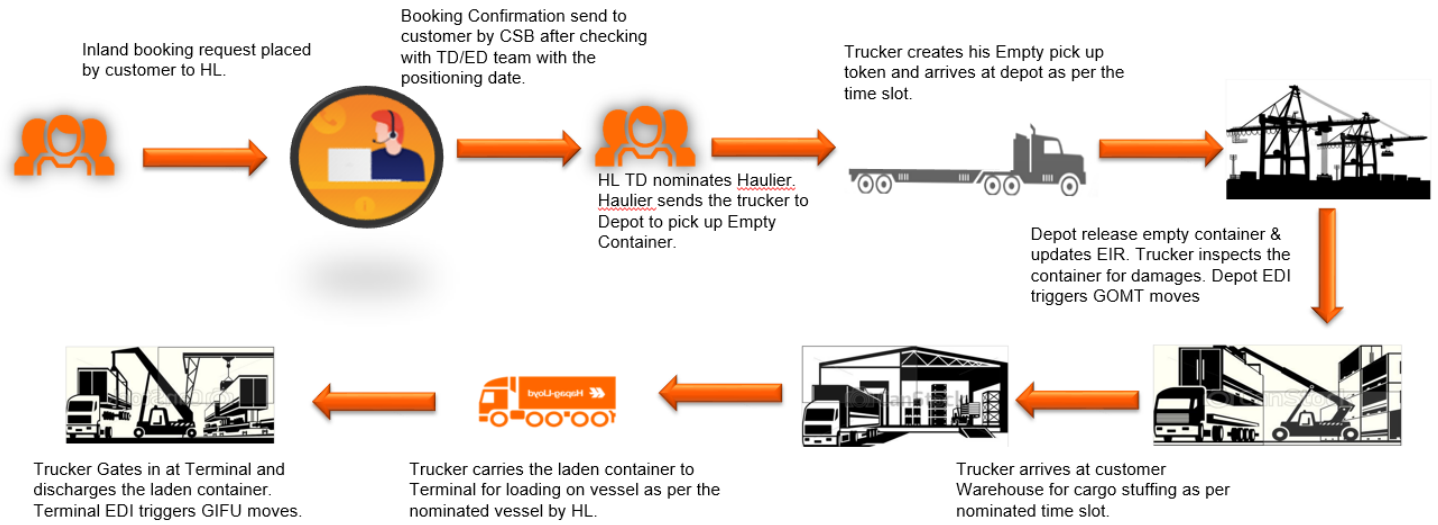 Inland booking request placed
by customer to HL.
Booking Confirmation send to
customer by CSB after checking
with TD/ED team with the
positioning date.
HL TD nominates Haulier.
Haulier sends the trucker to
Depot to pick up Empty
Container.
Trucker creates his Empty pick up
token and arrives at depot as per the
time slot.
Depot release empty container &
updates EIR. Trucker inspects the
container for damages. Depot EDI
triggers GOMT moves
Trucker arrives at customer
Warehouse for cargo stuffing as per
nominated time slot.
Hapag-Lloyd
Trucker carries the laden container to
Terminal for loading on vessel as per the
nominated vessel by HL.
Trucker Gates in at Terminal and
discharges the laden container.
Terminal EDI triggers GIFU moves.